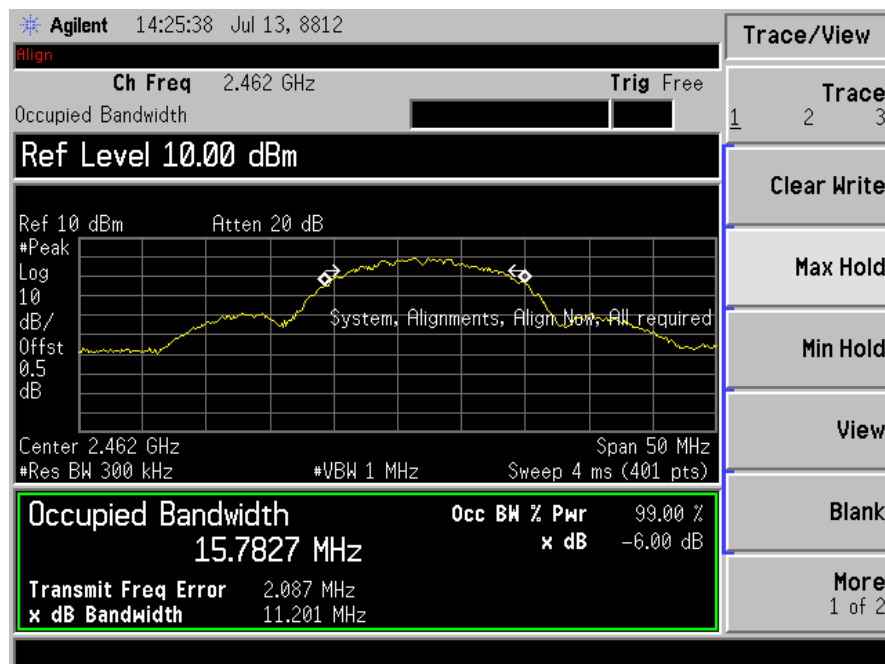 Agilent 14:25:38 Jul 13, 8812
Align
Ch Freq 2.462 GHz Trig Free
Occupied Bandwidth
Ref Level 10.00 dBm
Ref 10 dBm Atten 20 dB
#Peak
Log
10
dB/
Offst
0.5
dB
System, Alignments, Align Now, All required
Center 2.462 GHz Span 50 MHz
#Res BW 300 kHz #VBW 1 MHz Sweep 4 ms (401 pts)
Occupied Bandwidth Occ BW % Pwr 99.00 %
15.7827 MHz x dB -6.00 dB
Transmit Freq Error 2.087 MHz
x dB Bandwidth 11.201 MHz
Trace/View
Trace
1 2 3
Clear Write
Max Hold
Min Hold
View
Blank
More
1 of 2